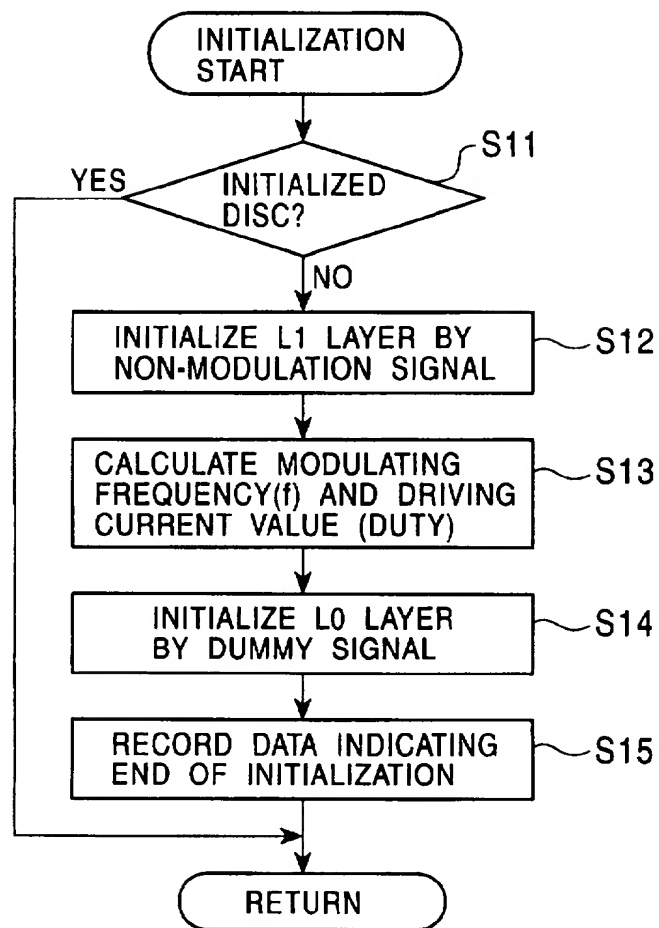 INITIALIZATION
START
S11
YES
INITIALIZED
DISC?
NO
INITIALIZE L1 LAYER BY
NON-MODULATION SIGNAL
S12
CALCULATE MODULATING
FREQUENCY(f) AND DRIVING
CURRENT VALUE (DUTY)
S13
INITIALIZE L0 LAYER
BY DUMMY SIGNAL
S14
RECORD DATA INDICATING
END OF INITIALIZATION
S15
RETURN